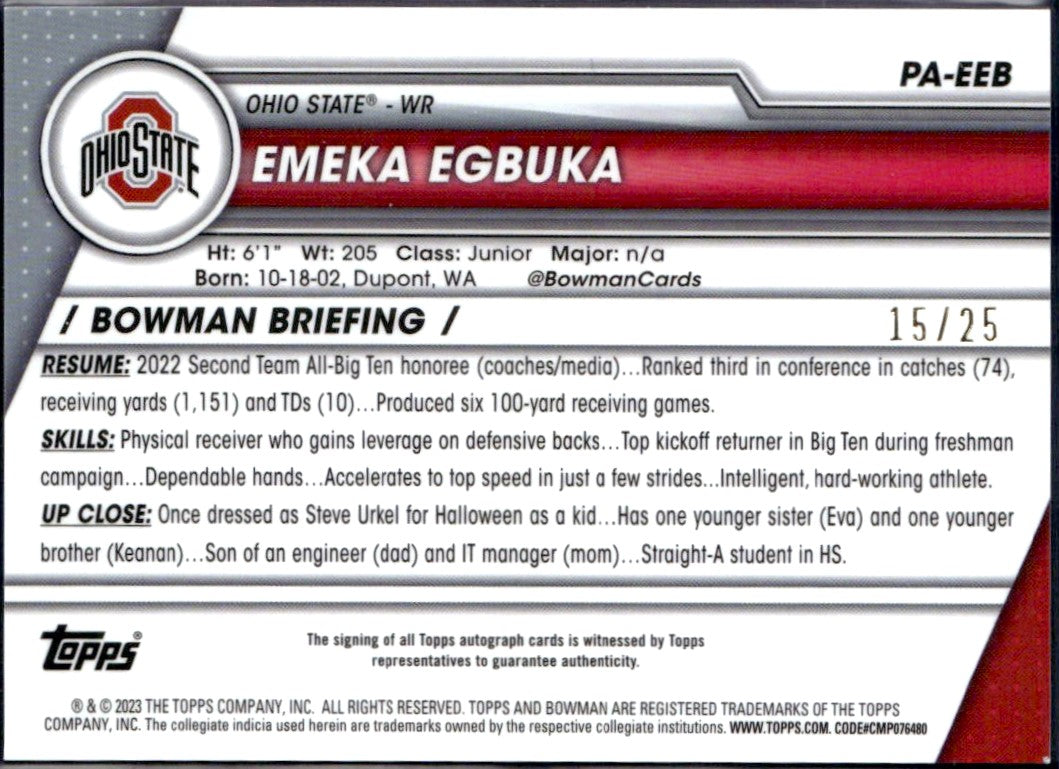 PA-EEB
OHIO STATE® - WR
OHIO STATE
EMEKA EGBUKA
Ht: 6'1" Wt: 205 Class: Junior Major: n/a
Born: 10-18-02, Dupont, WA @BowmanCards
/ BOWMAN BRIEFING /
15/25
RESUME: 2022 Second Team All-Big Ten honoree (coaches/media)...Ranked third in conference in catches (74),
receiving yards (1,151) and TDs (10)...Produced six 100-yard receiving games.
SKILLS: Physical receiver who gains leverage on defensive backs...Top kickoff returner in Big Ten during freshman
campaign...Dependable hands...Accelerates to top speed in just a few strides...Intelligent, hard-working athlete.
UP CLOSE: Once dressed as Steve Urkel for Halloween as a kid...Has one younger sister (Eva) and one younger
brother (Keanan)...Son of an engineer (dad) and IT manager (mom)...Straight-A student in HS.
Topps®
The signing of all Topps autograph cards is witnessed by Topps
representatives to guarantee authenticity.
® & © 2023 THE TOPPS COMPANY, INC. ALL RIGHTS RESERVED. TOPPS AND BOWMAN ARE REGISTERED TRADEMARKS OF THE TOPPS
COMPANY, INC. The collegiate indicia used herein are trademarks owned by the respective collegiate institutions. WWW.TOPPS.COM. CODE#CMP076480